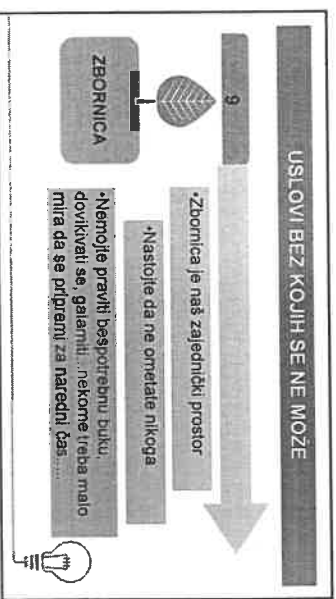 USLOVI BEZ KOJIH SE NE MOŽE
9
ZBORNICA
•Zbornica je naš zajednički prostor
•Nastojte da ne ometate nikoga
•Nemojte praviti bespotrebnu buku,
dovikivati se, galamiti...nekome treba malo
mira da se pripremi za naredni čas.....